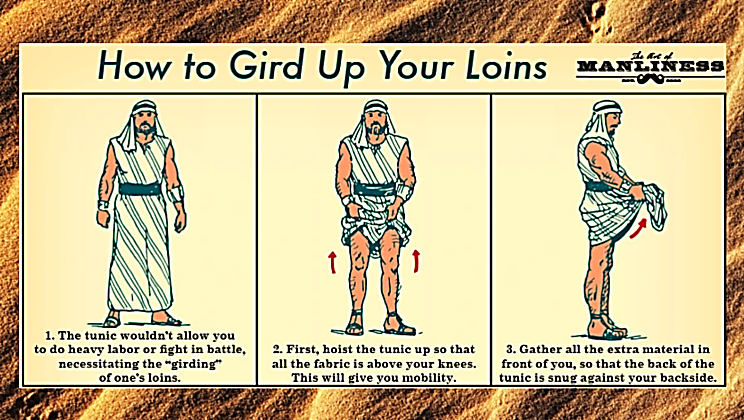 How to Gird Up Your Loins
The Art of
MANLINESS
1. The tunic wouldn't allow you
to do heavy labor or fight in battle,
necessitating the "girding"
of one's loins.
2. First, hoist the tunic up so that
all the fabric is above your knees.
This will give you mobility.
3. Gather all the extra material in
front of you, so that the back of the
tunic is snug against your backside.